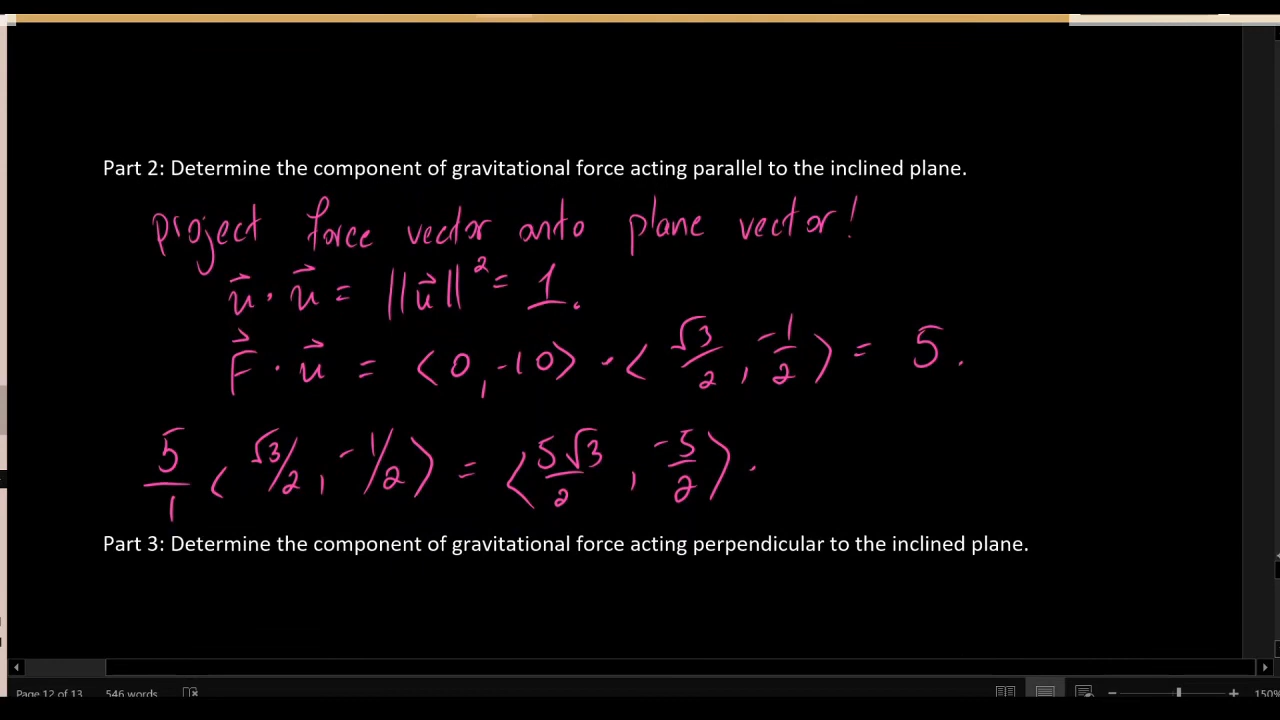 Part 2: Determine the component of gravitational force acting parallel to the inclined plane.
project force vector onto plane vector!
u⃗ · u⃗ = ||u⃗||² = 1.
F⃗ · u⃗ = ⟨0, -10⟩ · ⟨√3/2, -1/2⟩ = 5.
5/1 ⟨√3/2, -1/2⟩ = ⟨5√3/2, -5/2⟩.
Part 3: Determine the component of gravitational force acting perpendicular to the inclined plane.
Page 12 of 13 546 words 150%